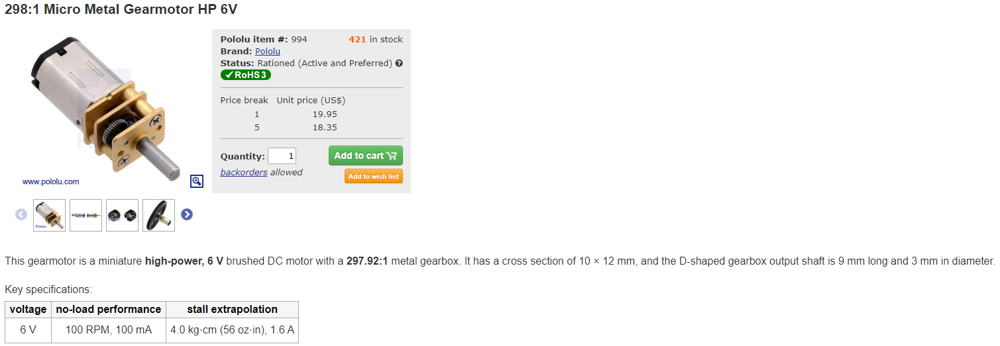 298:1 Micro Metal Gearmotor HP 6V
Pololu item #: 994 421 in stock
Brand: Pololu
Status: Rationed (Active and Preferred) ?
✓RoHS 3
Price break Unit price (US$)
1 19.95
5 18.35
Quantity: 1 Add to cart
backorders allowed Add to wish list
www.pololu.com
Pololu
This gearmotor is a miniature high-power, 6 V brushed DC motor with a 297.92:1 metal gearbox. It has a cross section of 10 × 12 mm, and the D-shaped gearbox output shaft is 9 mm long and 3 mm in diameter.
Key specifications:
voltage no-load performance stall extrapolation
6 V 100 RPM, 100 mA 4.0 kg·cm (56 oz·in), 1.6 A